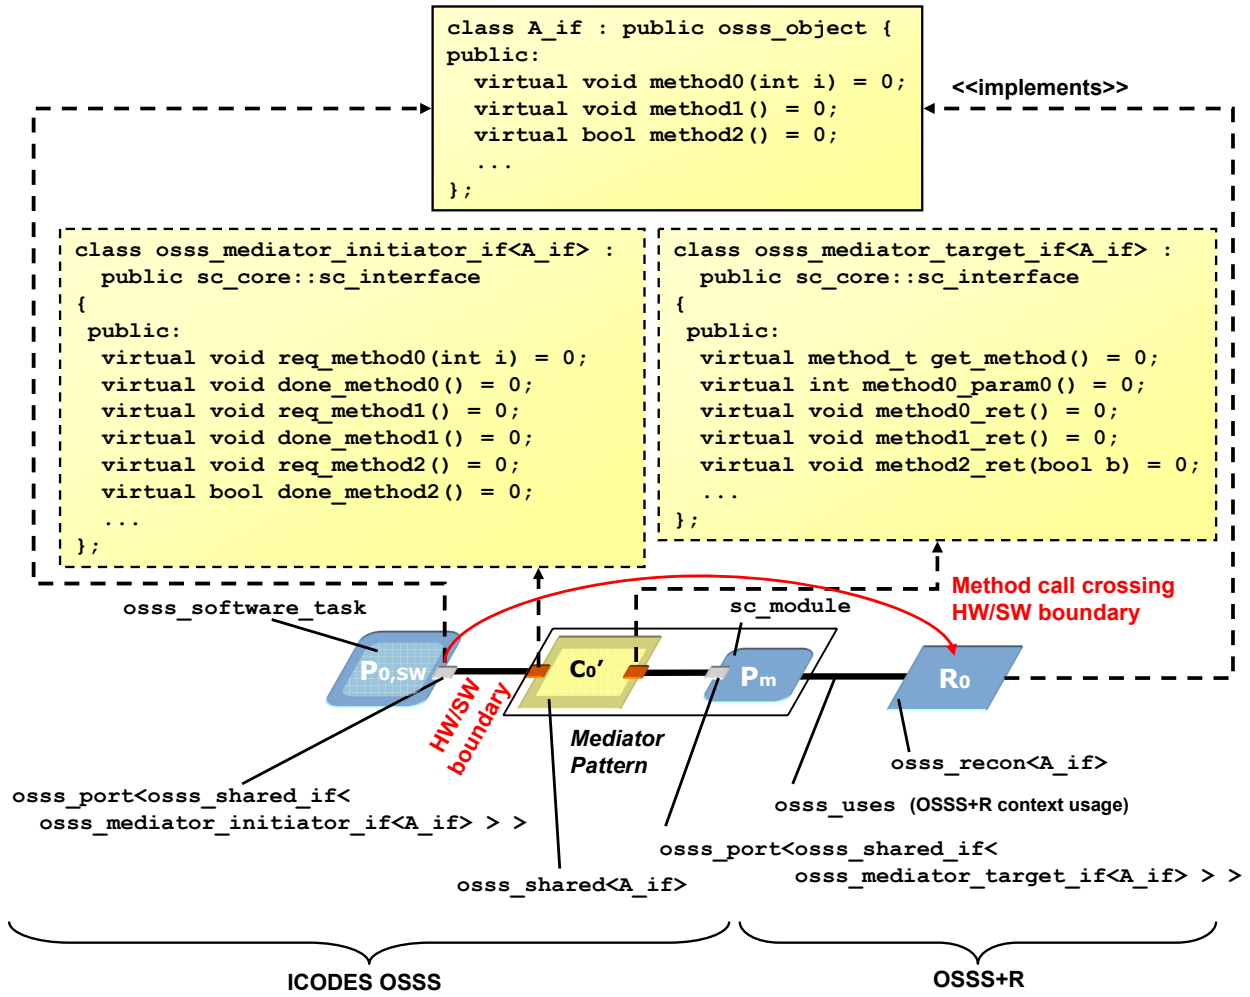 class A_if : public osss_object {
public:
  virtual void method0(int i) = 0;
  virtual void method1() = 0;
  virtual bool method2() = 0;
  ...
};
<<implements>>
class osss_mediator_initiator_if<A_if> :
  public sc_core::sc_interface
{
 public:
  virtual void req_method0(int i) = 0;
  virtual void done_method0() = 0;
  virtual void req_method1() = 0;
  virtual void done_method1() = 0;
  virtual void req_method2() = 0;
  virtual bool done_method2() = 0;
  ...
};
class osss_mediator_target_if<A_if> :
  public sc_core::sc_interface
{
 public:
  virtual method_t get_method() = 0;
  virtual int method0_param0() = 0;
  virtual void method0_ret() = 0;
  virtual void method1_ret() = 0;
  virtual void method2_ret(bool b) = 0;
  ...
};
Method call crossing
HW/SW boundary
osss_software_task
sc_module
P0,SW
C0'
Pm
R0
HW/SW
boundary
Mediator
Pattern
osss_recon<A_if>
osss_port<osss_shared_if<
  osss_mediator_initiator_if<A_if> > >
osss_uses (OSSS+R context usage)
osss_shared<A_if>
osss_port<osss_shared_if<
  osss_mediator_target_if<A_if> > >
ICODES OSSS
OSSS+R